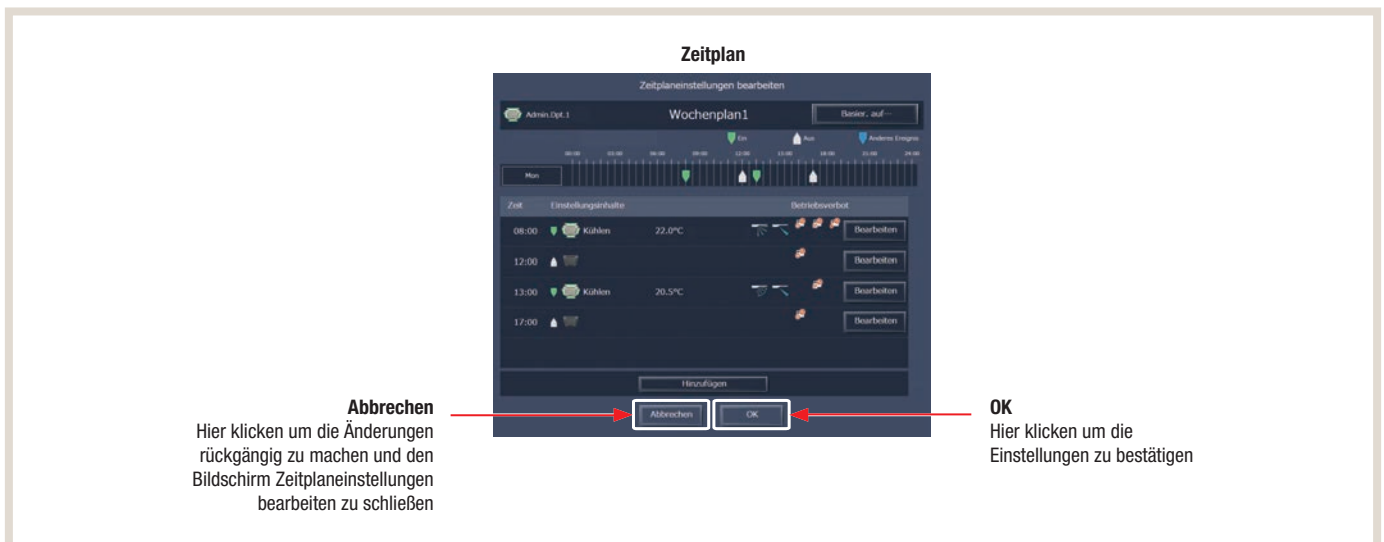 Zeitplan
Zeitplaneinstellungen bearbeiten
Admin.Dpt.1 Wochenplan1 Basier. auf...
Ein Aus Anderes Ereignis
00:00 03:00 06:00 09:00 12:00 15:00 18:00 21:00 24:00
Mon
Zeit Einstellungsinhalte Betriebsverbot
08:00 Kühlen 22.0°C Bearbeiten
12:00 Bearbeiten
13:00 Kühlen 20.5°C Bearbeiten
17:00 Bearbeiten
Hinzufügen
Abbrechen OK
Abbrechen
Hier klicken um die Änderungen
rückgängig zu machen und den
Bildschirm Zeitplaneinstellungen
bearbeiten zu schließen
OK
Hier klicken um die
Einstellungen zu bestätigen